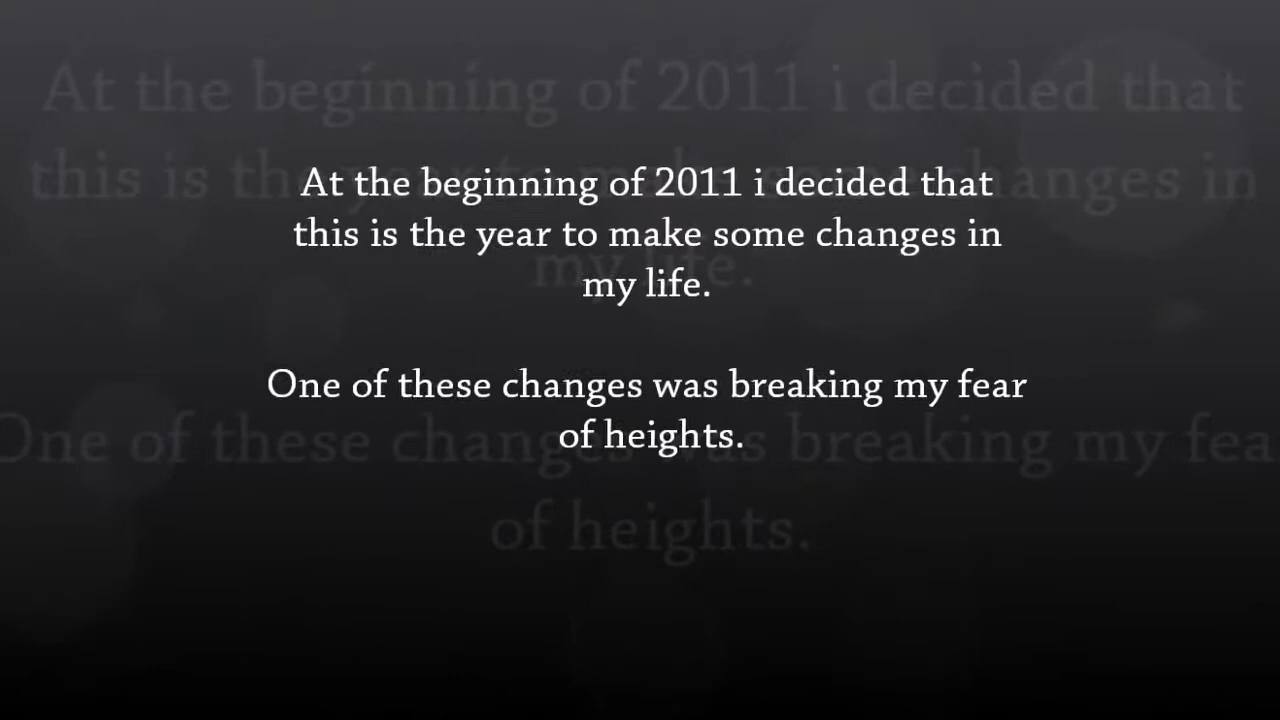 At the beginning of 2011 i decided that
this is the year to make some changes in
my life.
One of these changes was breaking my fear
of heights.